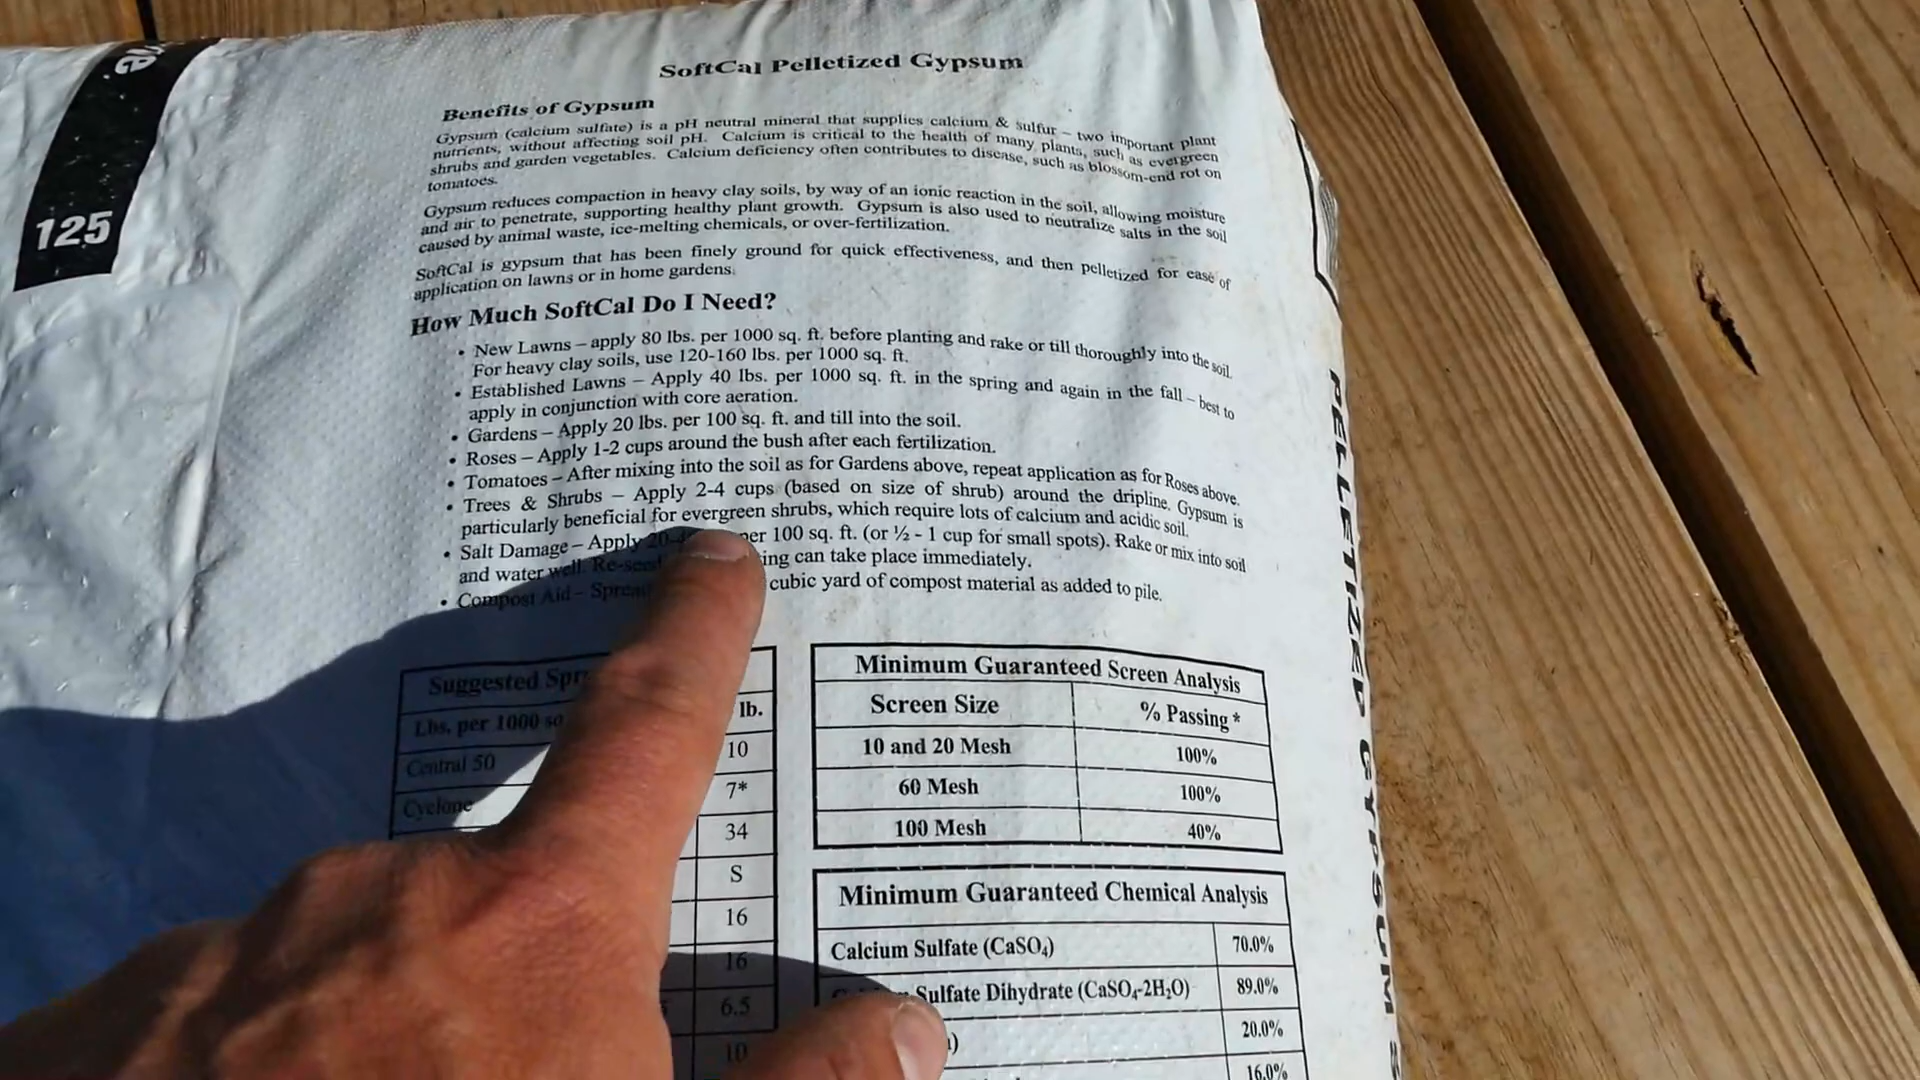 125
SoftCal Pelletized Gypsum
Benefits of Gypsum
Gypsum (calcium sulfate) is a pH neutral mineral that supplies calcium & sulfur – two important plant
nutrients, without affecting soil pH. Calcium is critical to the health of many plants, such as evergreen
shrubs and garden vegetables. Calcium deficiency often contributes to disease, such as blossom-end rot on
tomatoes.
Gypsum reduces compaction in heavy clay soils, by way of an ionic reaction in the soil, allowing moisture
and air to penetrate, supporting healthy plant growth. Gypsum is also used to neutralize salts in the soil
caused by animal waste, ice-melting chemicals, or over-fertilization.
SoftCal is gypsum that has been finely ground for quick effectiveness, and then pelletized for ease of
application on lawns or in home gardens.
How Much SoftCal Do I Need?
• New Lawns – apply 80 lbs. per 1000 sq. ft. before planting and rake or till thoroughly into the soil.
For heavy clay soils, use 120-160 lbs. per 1000 sq. ft.
• Established Lawns – Apply 40 lbs. per 1000 sq. ft. in the spring and again in the fall – best to
apply in conjunction with core aeration.
• Gardens – Apply 20 lbs. per 100 sq. ft. and till into the soil.
• Roses – Apply 1-2 cups around the bush after each fertilization.
• Tomatoes – After mixing into the soil as for Gardens above, repeat application as for Roses above.
• Trees & Shrubs – Apply 2-4 cups (based on size of shrub) around the dripline. Gypsum is
particularly beneficial for evergreen shrubs, which require lots of calcium and acidic soil.
• Salt Damage – Apply per 100 sq. ft. (or ½ - 1 cup for small spots). Rake or mix into soil
and water well. can take place immediately.
• Compost Aid – cubic yard of compost material as added to pile.
Suggested
Lbs. per 1000 lb.
Central 50 10
Cyclone 7*
34
S
16
16
6.5
10
Minimum Guaranteed Screen Analysis
Screen Size % Passing *
10 and 20 Mesh 100%
60 Mesh 100%
100 Mesh 40%
Minimum Guaranteed Chemical Analysis
Calcium Sulfate (CaSO₄) 70.0%
Sulfate Dihydrate (CaSO₄-2H₂O) 89.0%
20.0%
16.0%
PELLETIZED GYPSUM